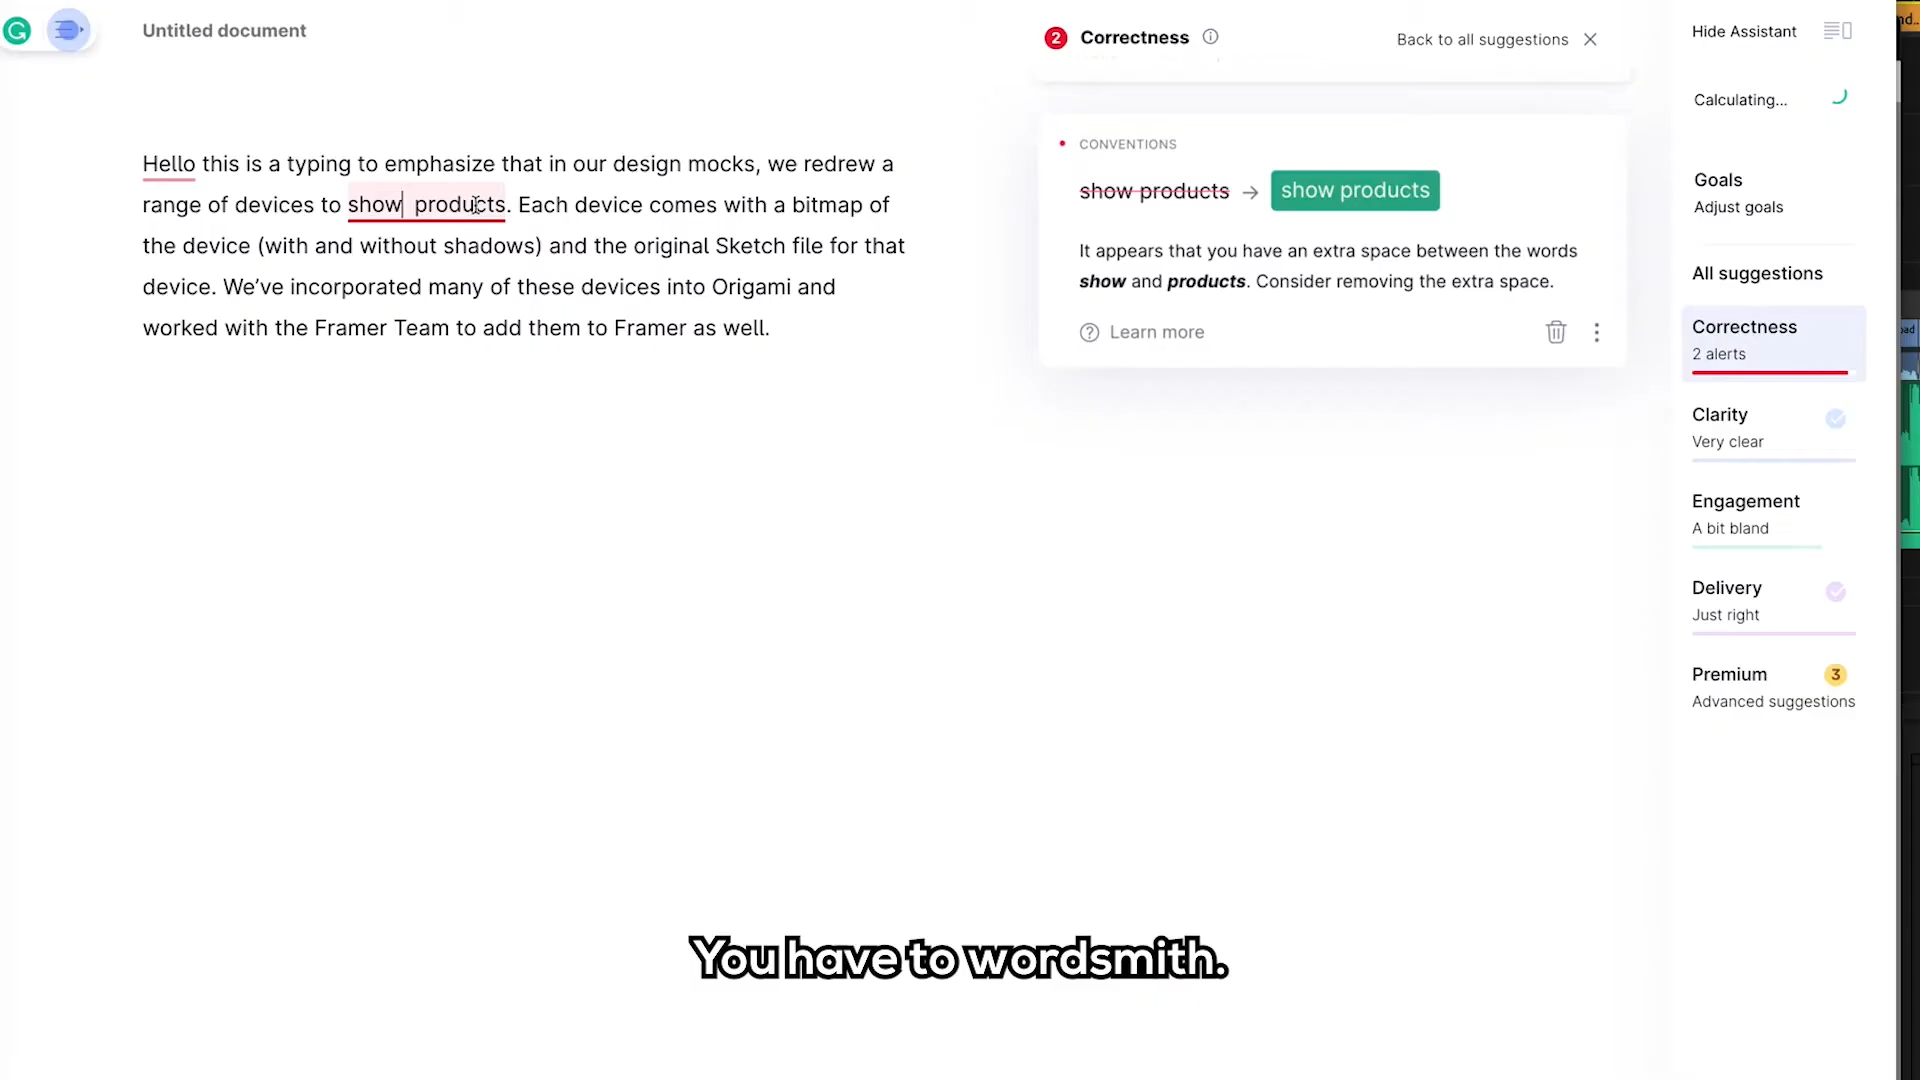 Untitled document
Hello this is a typing to emphasize that in our design mocks, we redrew a
range of devices to show  products. Each device comes with a bitmap of
the device (with and without shadows) and the original Sketch file for that
device. We’ve incorporated many of these devices into Origami and
worked with the Framer Team to add them to Framer as well.
2 Correctness
Back to all suggestions
CONVENTIONS
show products → show products
It appears that you have an extra space between the words
show and products. Consider removing the extra space.
Learn more
Hide Assistant
Calculating...
Goals
Adjust goals
All suggestions
Correctness
2 alerts
Clarity
Very clear
Engagement
A bit bland
Delivery
Just right
Premium 3
Advanced suggestions
You have to wordsmith.